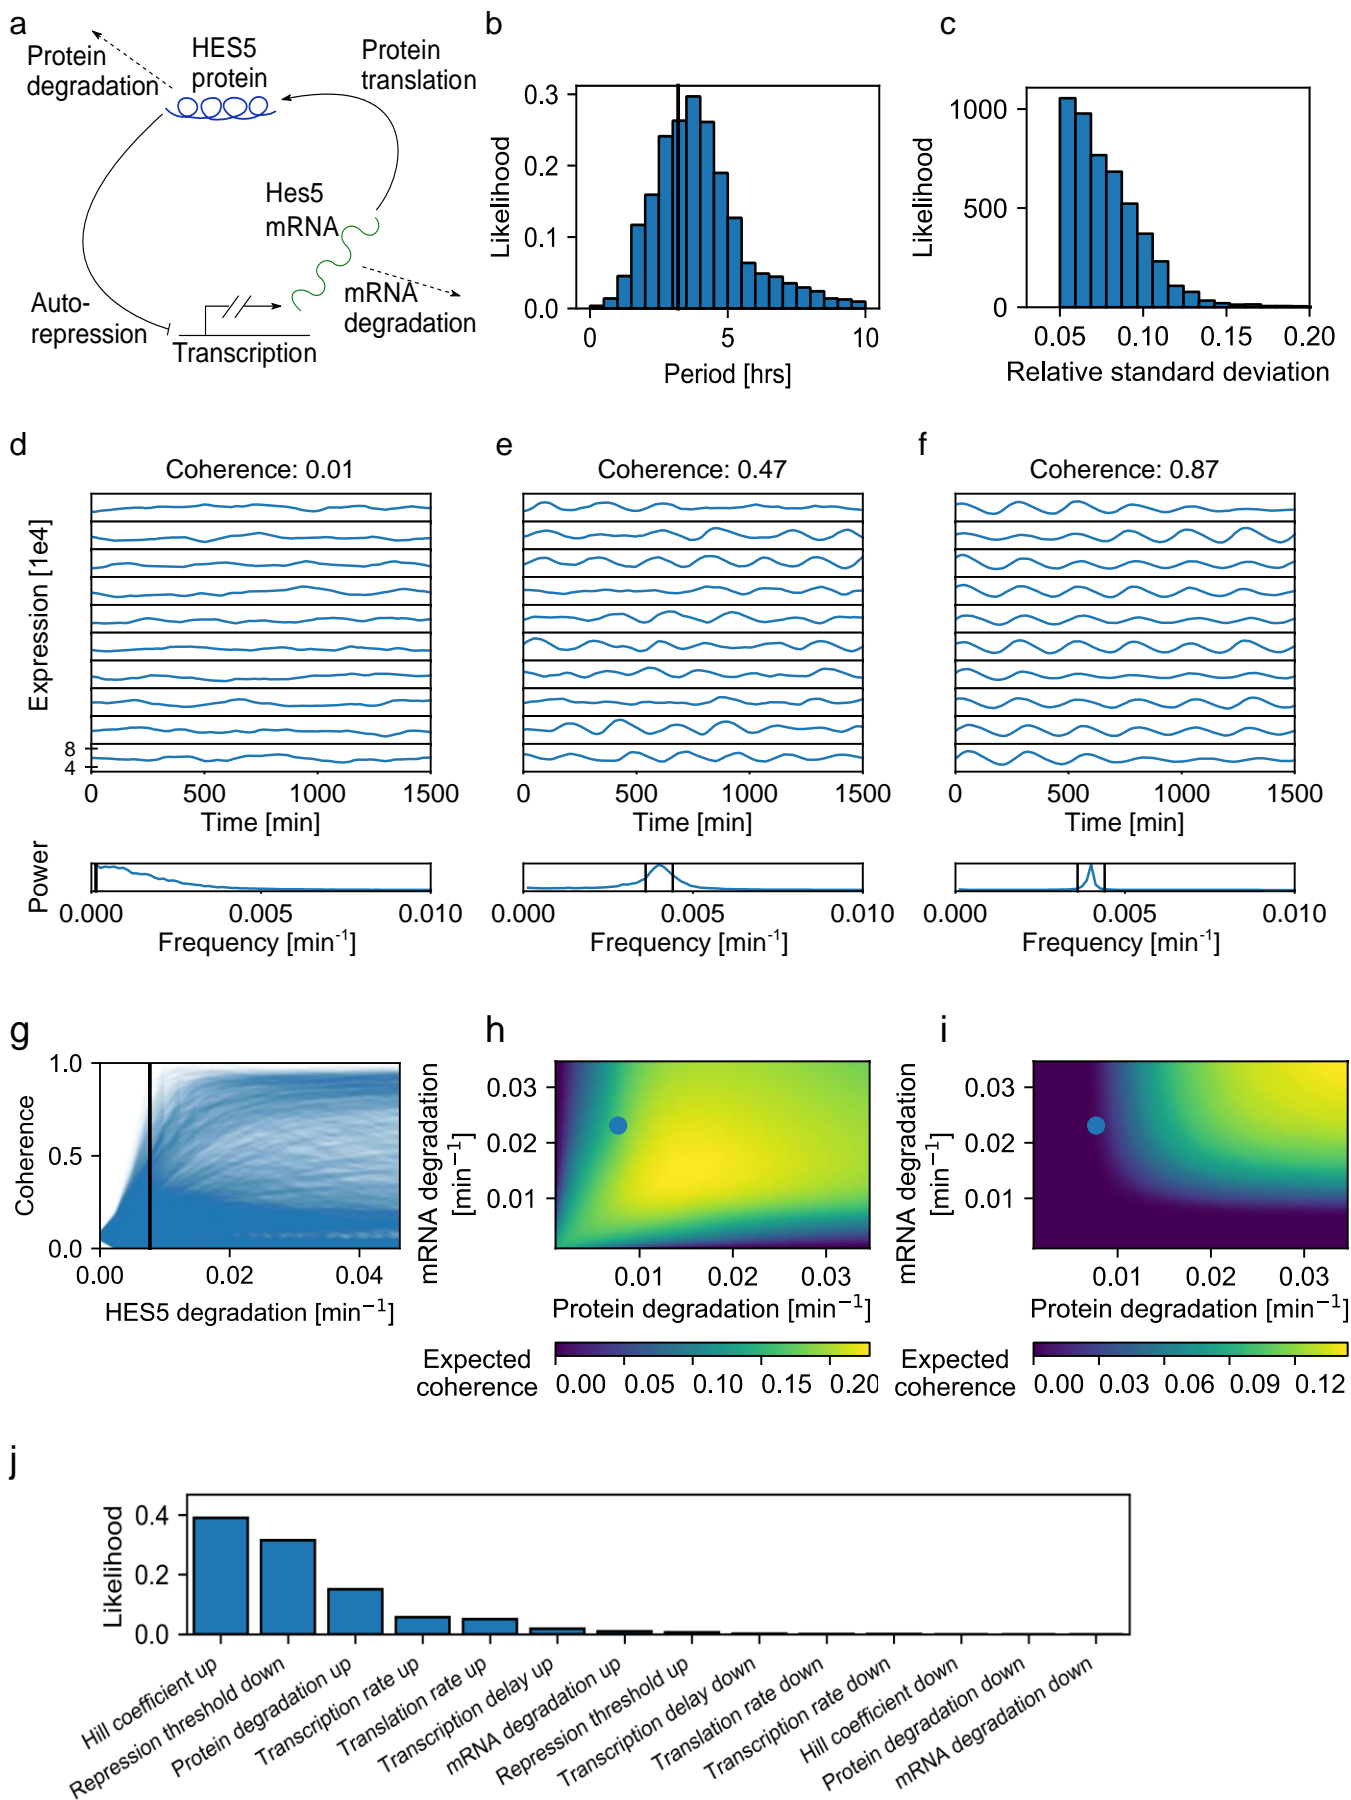 a
Protein
degradation
HES5
protein
Protein
translation
Hes5
mRNA
mRNA
degradation
Auto-
repression
Transcription
b
Likelihood
0.3
0.2
0.1
0.0
0
5
10
Period [hrs]
c
Likelihood
1000
500
0
0.05
0.10
0.15
0.20
Relative standard deviation
d
Coherence: 0.01
Expression [1e4]
8
4
0
500
1000
1500
Time [min]
Power
0.000
0.005
0.010
Frequency [min-1]
e
Coherence: 0.47
0
500
1000
1500
Time [min]
0.000
0.005
0.010
Frequency [min-1]
f
Coherence: 0.87
0
500
1000
1500
Time [min]
0.000
0.005
0.010
Frequency [min-1]
g
Coherence
1.0
0.5
0.0
0.00
0.02
0.04
HES5 degradation [min−1]
h
mRNA degradation
[min−1]
0.03
0.02
0.01
0.01
0.02
0.03
Protein degradation [min−1]
Expected
coherence
0.00
0.05
0.10
0.15
0.20
i
mRNA degradation
[min−1]
0.03
0.02
0.01
0.01
0.02
0.03
Protein degradation [min−1]
Expected
coherence
0.00
0.03
0.06
0.09
0.12
j
Likelihood
0.4
0.2
0.0
Hill coefficient up
Repression threshold down
Protein degradation up
Transcription rate up
Translation rate up
Transcription delay up
mRNA degradation up
Repression threshold up
Transcription delay down
Translation rate down
Transcription rate down
Hill coefficient down
Protein degradation down
mRNA degradation down